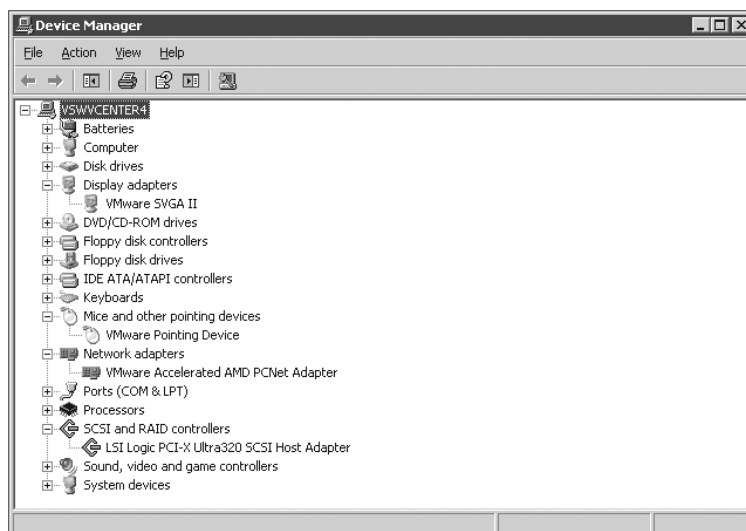 Device Manager
File Action View Help
VSWVCENTER4
Batteries
Computer
Disk drives
Display adapters
VMware SVGA II
DVD/CD-ROM drives
Floppy disk controllers
Floppy disk drives
IDE ATA/ATAPI controllers
Keyboards
Mice and other pointing devices
VMware Pointing Device
Network adapters
VMware Accelerated AMD PCNet Adapter
Ports (COM & LPT)
Processors
SCSI and RAID controllers
LSI Logic PCI-X Ultra320 SCSI Host Adapter
Sound, video and game controllers
System devices